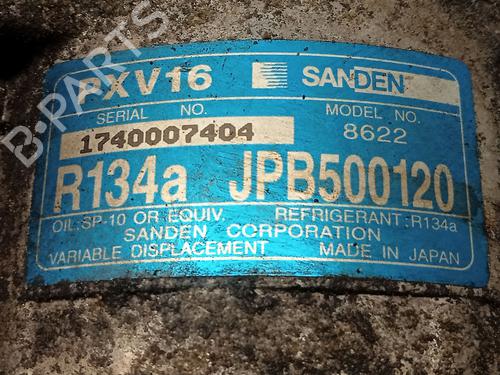 PXV16 SANDEN
SERIAL NO. MODEL NO.
1740007404 8622
R134a JPB500120
OIL:SP-10 OR EQUIV. REFRIGERANT:R134a
SANDEN CORPORATION
VARIABLE DISPLACEMENT MADE IN JAPAN
B-PARTS